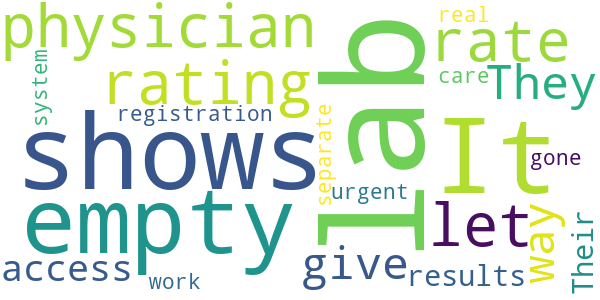 physician
real
rate
rating
care
They
system
registration
lab
It
shows
separate
gone
urgent
empty
let
way
Their
access
give
results
work